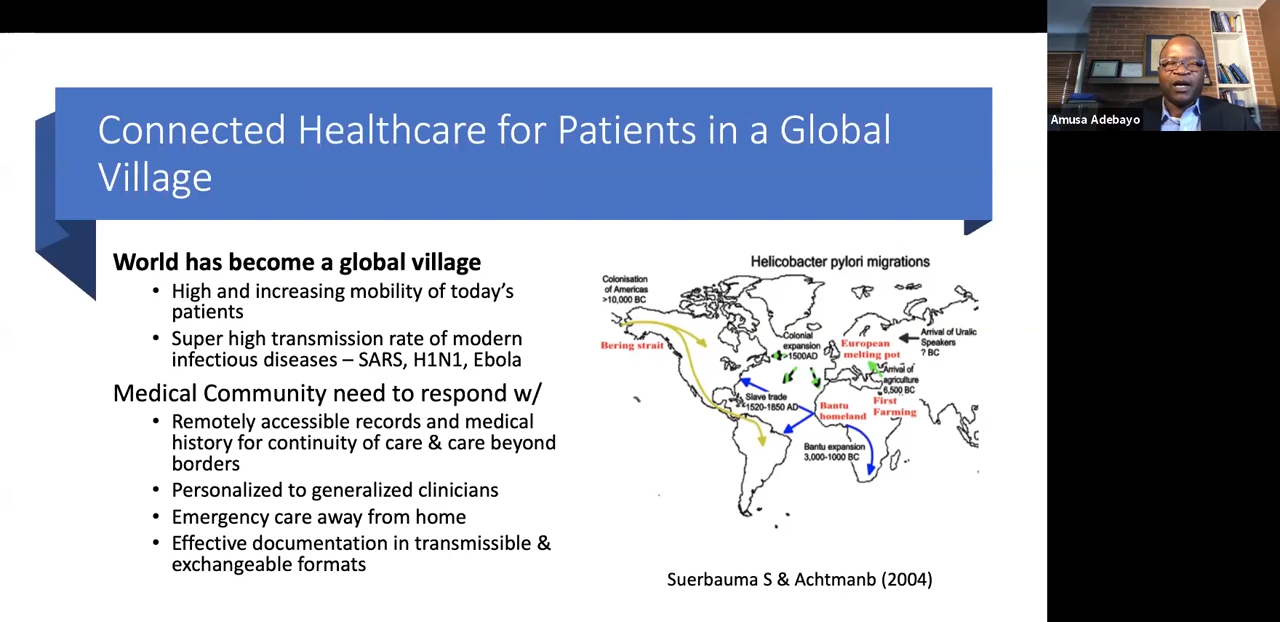 Connected Healthcare for Patients in a Global
Village
World has become a global village
• High and increasing mobility of today's
patients
• Super high transmission rate of modern
infectious diseases – SARS, H1N1, Ebola
Medical Community need to respond w/
• Remotely accessible records and medical
history for continuity of care & care beyond
borders
• Personalized to generalized clinicians
• Emergency care away from home
• Effective documentation in transmissible &
exchangeable formats
Helicobacter pylori migrations
Colonisation
of Americas
>10,000 BC
Bering strait
Colonial
expansion
>1500AD
European
melting pot
Arrival of Uralic
Speakers
? BC
Arrival of
agriculture
6,500 BC
First
Farming
Slave trade
1520-1850 AD
Bantu
homeland
Bantu expansion
3,000-1000 BC
Suerbauma S & Achtmanb (2004)
Amusa Adebayo